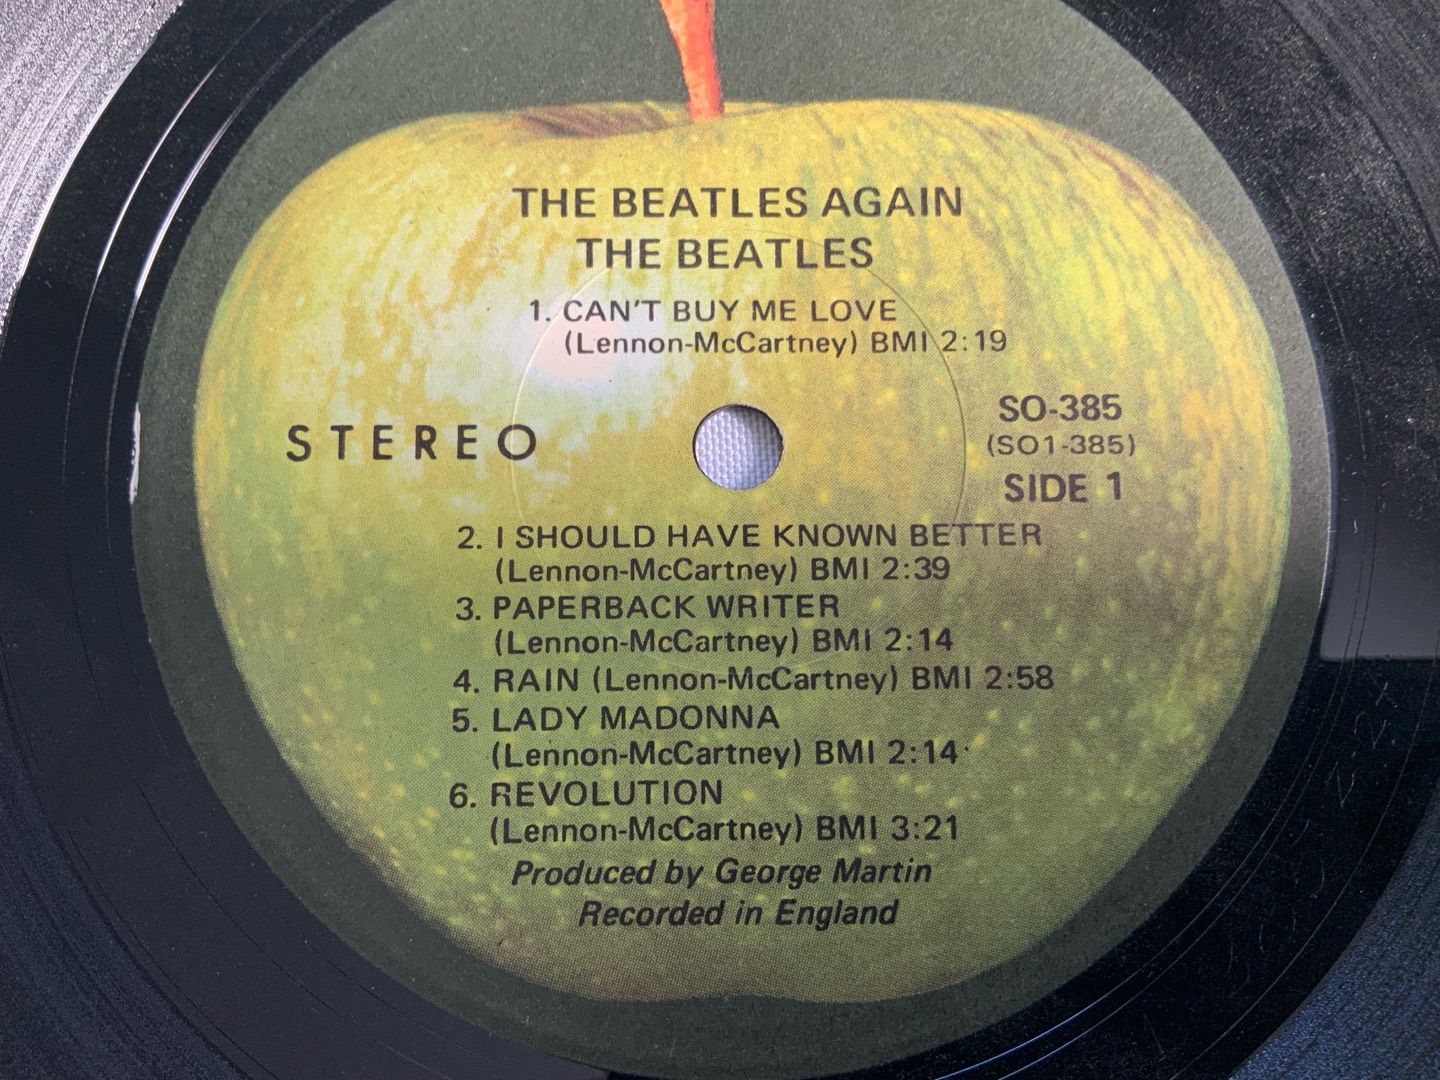 THE BEATLES AGAIN
THE BEATLES
1. CAN'T BUY ME LOVE
(Lennon-McCartney) BMI 2:19
STEREO
SO-385
(SO1-385)
SIDE 1
2. I SHOULD HAVE KNOWN BETTER
(Lennon-McCartney) BMI 2:39
3. PAPERBACK WRITER
(Lennon-McCartney) BMI 2:14
4. RAIN (Lennon-McCartney) BMI 2:58
5. LADY MADONNA
(Lennon-McCartney) BMI 2:14
6. REVOLUTION
(Lennon-McCartney) BMI 3:21
Produced by George Martin
Recorded in England